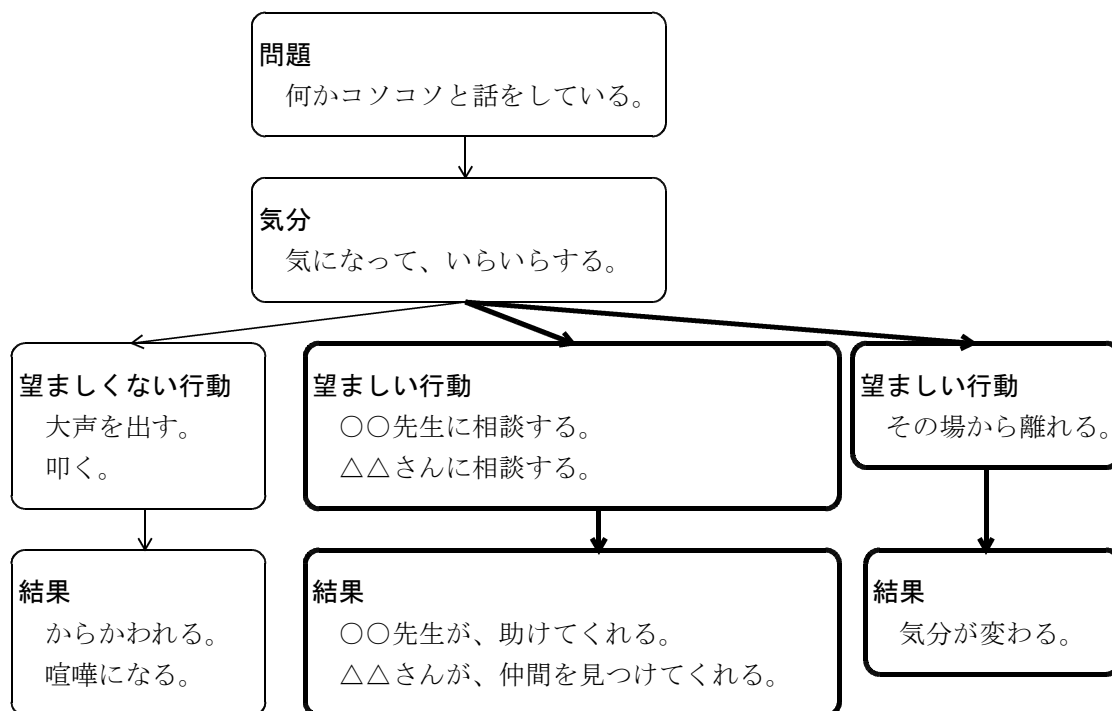 問題
何かコソコソと話をしている。
気分
気になって、いらいらする。
望ましくない行動
大声を出す。
叩く。
望ましい行動
○○先生に相談する。
△△さんに相談する。
望ましい行動
その場から離れる。
結果
からかわれる。
喧嘩になる。
結果
○○先生が、助けてくれる。
△△さんが、仲間を見つけてくれる。
結果
気分が変わる。